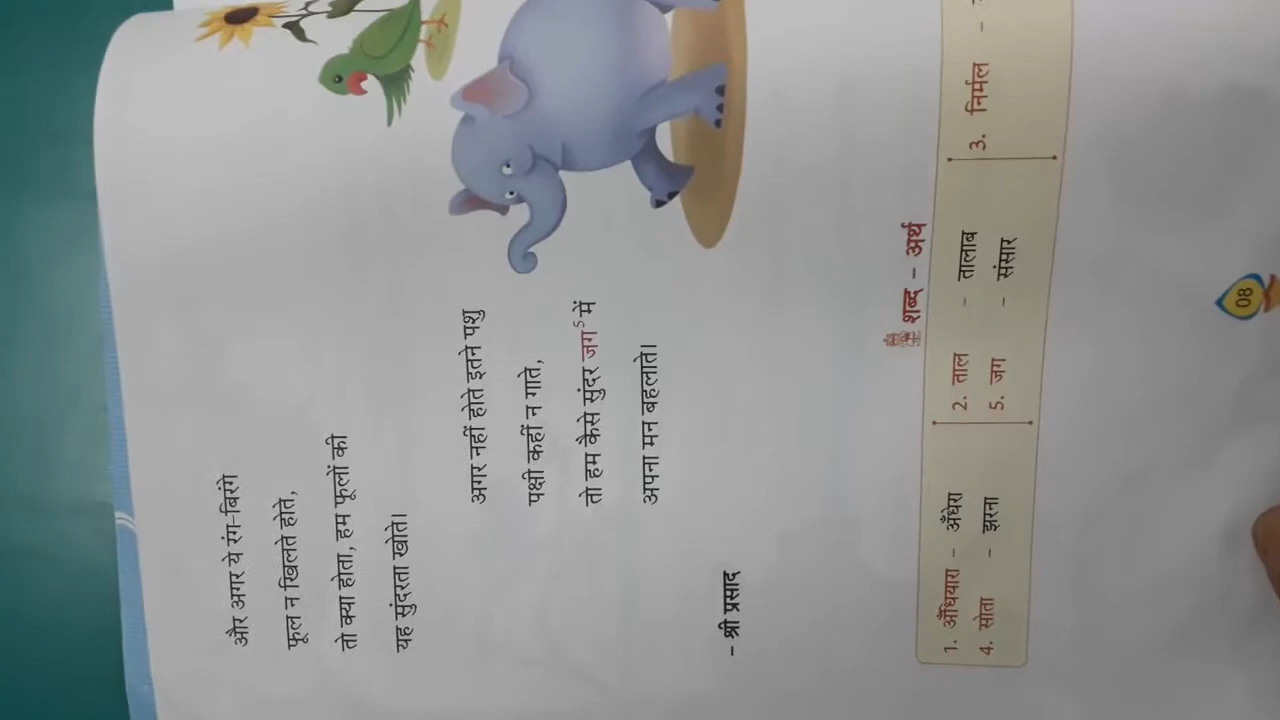 और अगर ये रंग-बिरंगे
फूल न खिलते होते,
तो क्या होता, हम फूलों की
यह सुंदरता खोते।
अगर नहीं होते इतने पशु
पक्षी कहीं न गाते,
तो हम कैसे सुंदर जग⁵ में
अपना मन बहलाते।
- श्री प्रसाद
शब्द - अर्थ
1. अँधियारा - अँधेरा 2. ताल - तालाब 3. निर्मल -
4. सोता - झरना 5. जग - संसार
08